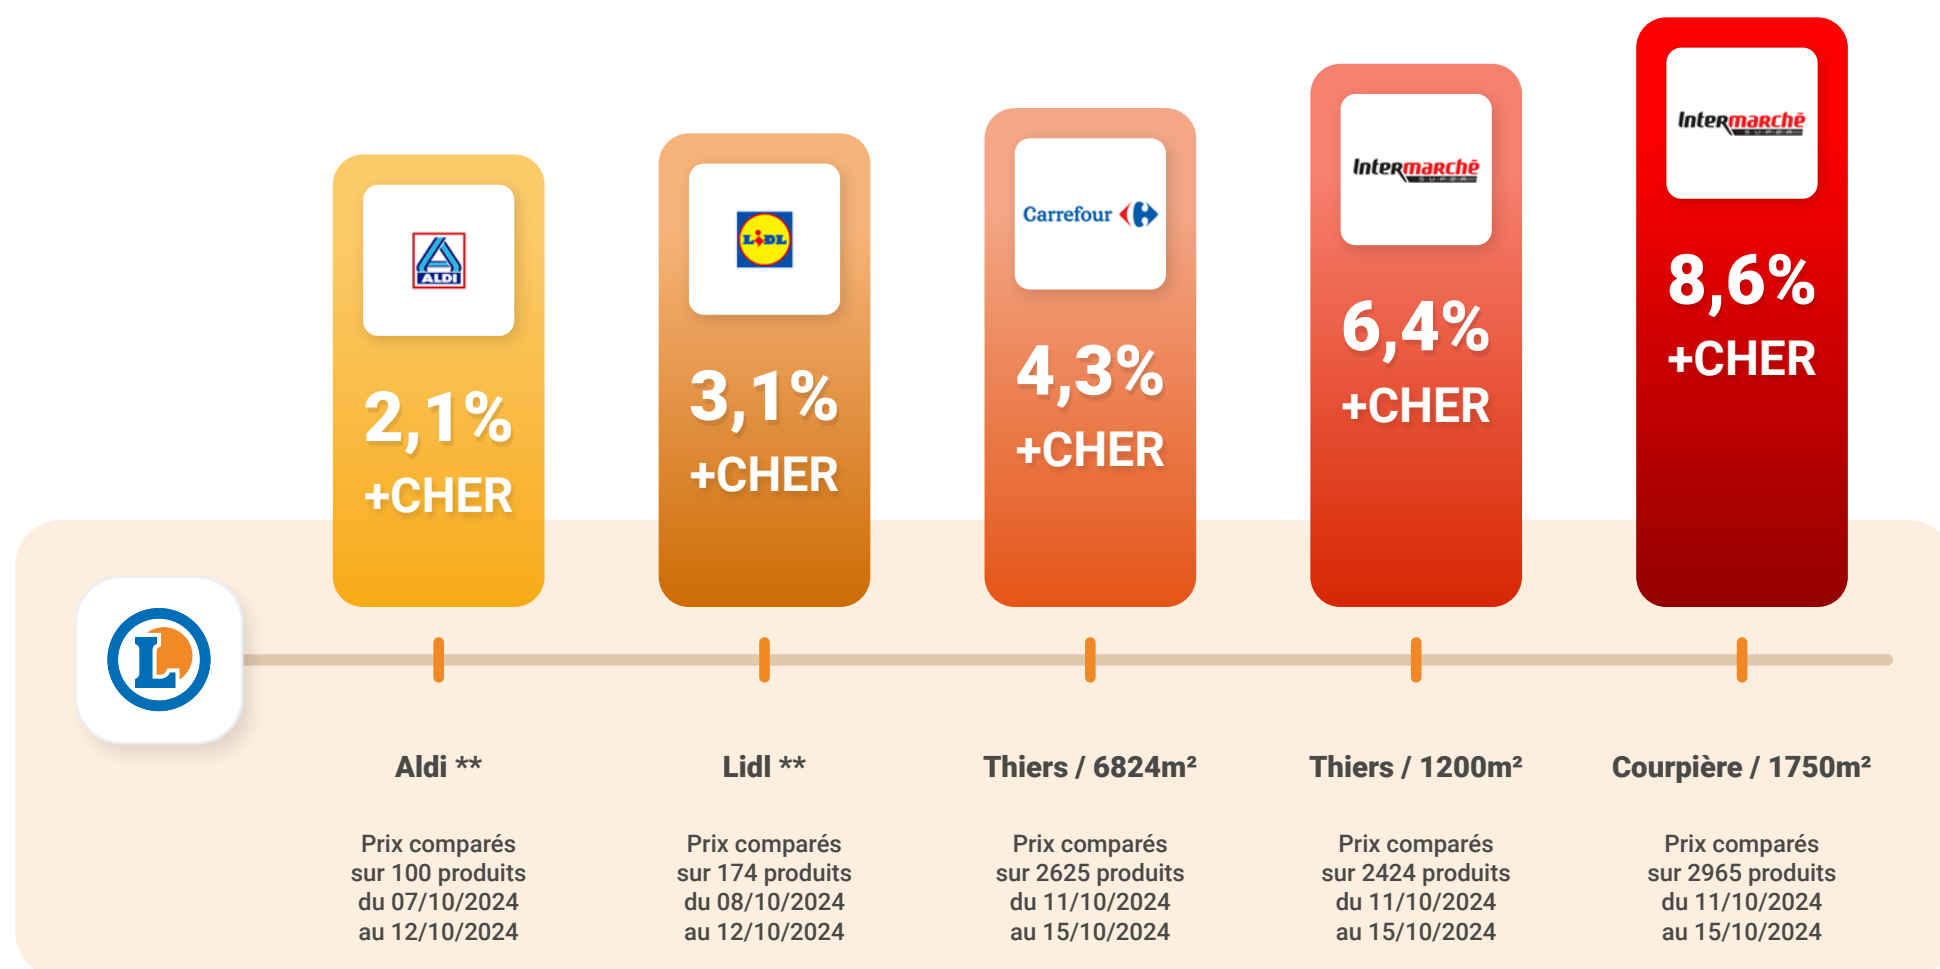 ALDI
2,1%
+CHER
LIDL
3,1%
+CHER
Carrefour
4,3%
+CHER
Intermarchē
SUPER
6,4%
+CHER
Intermarchē
SUPER
8,6%
+CHER
L
Aldi **
Prix comparés
sur 100 produits
du 07/10/2024
au 12/10/2024
Lidl **
Prix comparés
sur 174 produits
du 08/10/2024
au 12/10/2024
Thiers / 6824m²
Prix comparés
sur 2625 produits
du 11/10/2024
au 15/10/2024
Thiers / 1200m²
Prix comparés
sur 2424 produits
du 11/10/2024
au 15/10/2024
Courpière / 1750m²
Prix comparés
sur 2965 produits
du 11/10/2024
au 15/10/2024